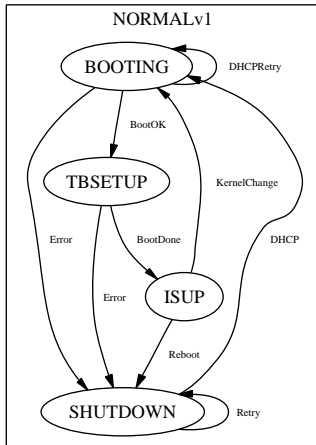 NORMALv1
BOOTING
DHCPRetry
BootOK
TBSETUP
KernelChange
Error
BootDone
DHCP
Error
ISUP
Reboot
SHUTDOWN
Retry